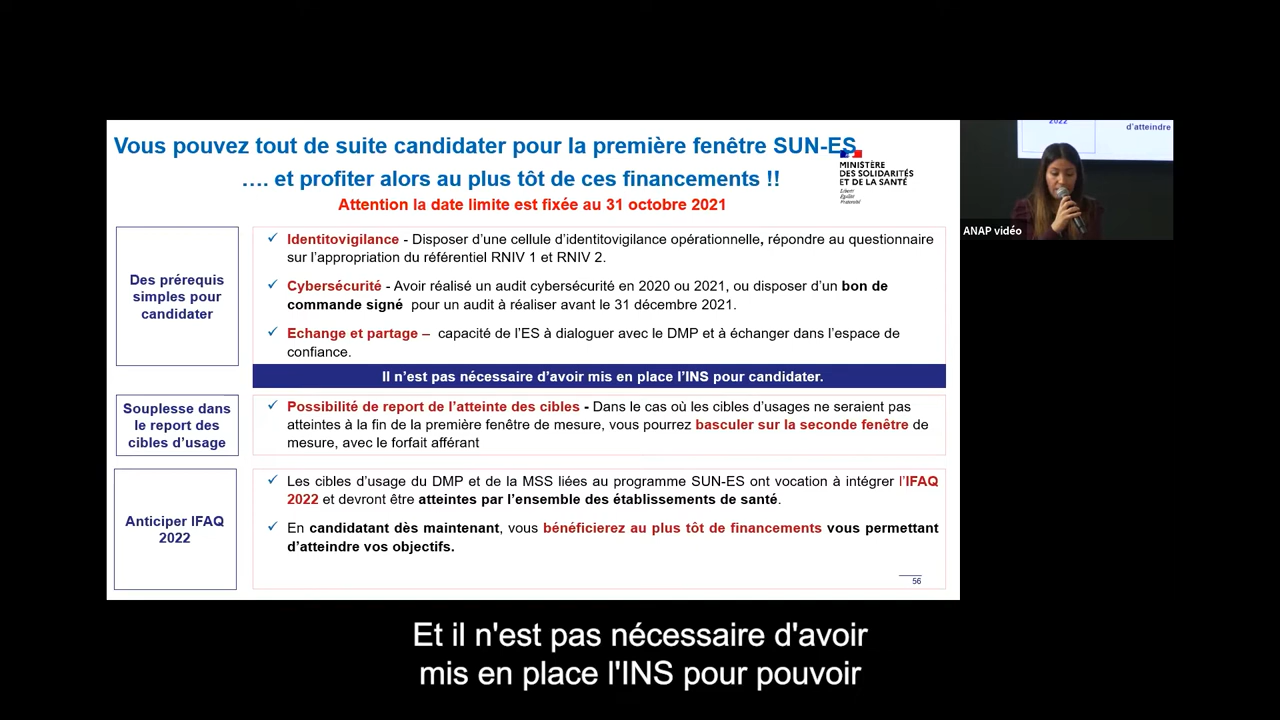 Vous pouvez tout de suite candidater pour la première fenêtre SUN-ES
…. et profiter alors au plus tôt de ces financements !!
Attention la date limite est fixée au 31 octobre 2021
MINISTÈRE
DES SOLIDARITÉS
ET DE LA SANTÉ
Liberté
Égalité
Fraternité
2022
d'atteindre
ANAP vidéo
Des prérequis
simples pour
candidater
✓ Identitovigilance - Disposer d'une cellule d'identitovigilance opérationnelle, répondre au questionnaire
sur l'appropriation du référentiel RNIV 1 et RNIV 2.
✓ Cybersécurité - Avoir réalisé un audit cybersécurité en 2020 ou 2021, ou disposer d'un bon de
commande signé pour un audit à réaliser avant le 31 décembre 2021.
✓ Echange et partage – capacité de l'ES à dialoguer avec le DMP et à échanger dans l'espace de
confiance.
Il n'est pas nécessaire d'avoir mis en place l'INS pour candidater.
Souplesse dans
le report des
cibles d'usage
✓ Possibilité de report de l'atteinte des cibles - Dans le cas où les cibles d'usages ne seraient pas
atteintes à la fin de la première fenêtre de mesure, vous pourrez basculer sur la seconde fenêtre de
mesure, avec le forfait afférant
Anticiper IFAQ
2022
✓ Les cibles d'usage du DMP et de la MSS liées au programme SUN-ES ont vocation à intégrer l'IFAQ
2022 et devront être atteintes par l'ensemble des établissements de santé.
✓ En candidatant dès maintenant, vous bénéficierez au plus tôt de financements vous permettant
d'atteindre vos objectifs.
56
Et il n'est pas nécessaire d'avoir
mis en place l'INS pour pouvoir